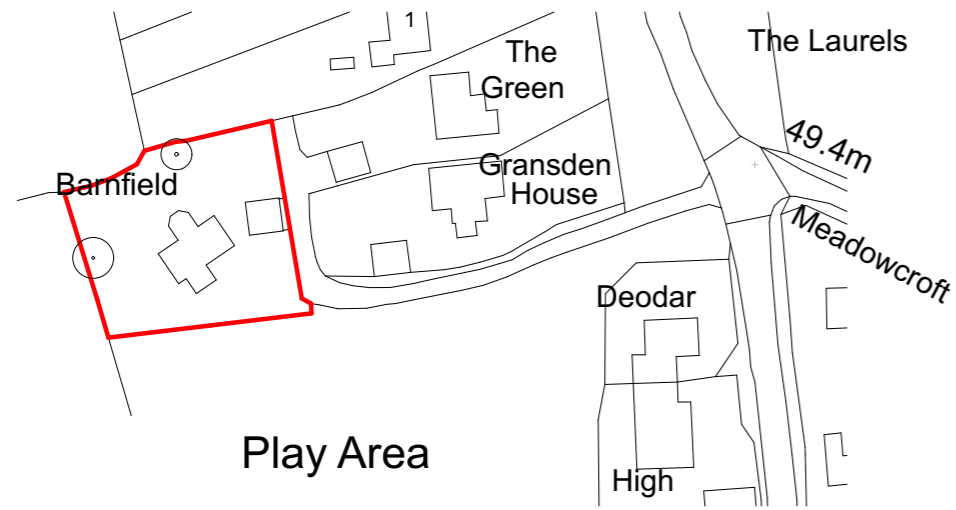 1
The
Green
The Laurels
49.4m
Gransden
House
Barnfield
Meadowcroft
Deodar
Play Area
High